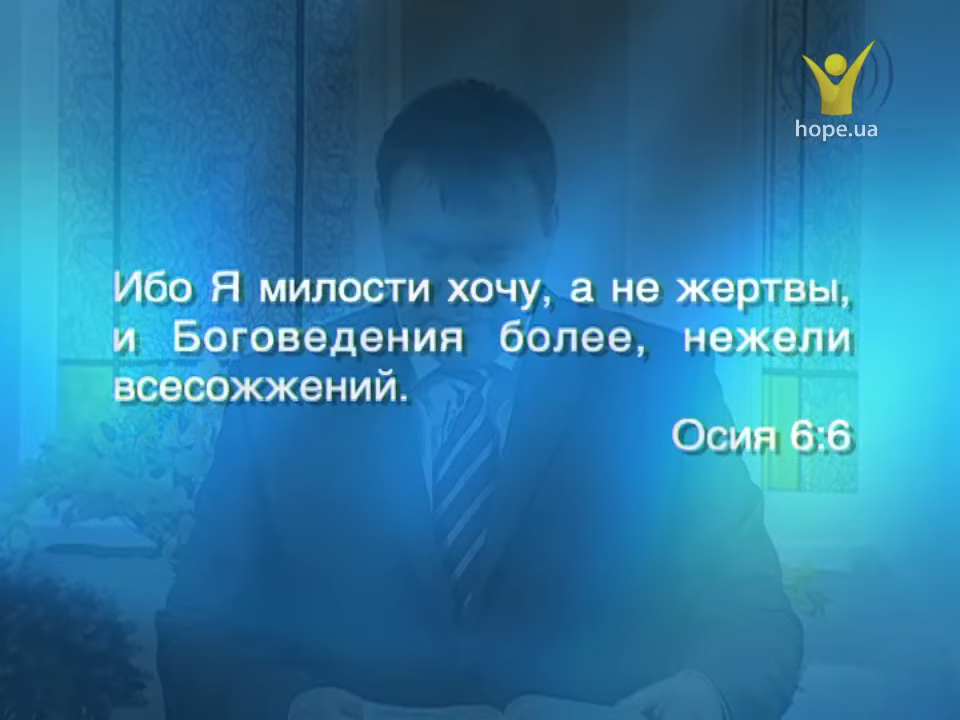 hope.ua
Ибо Я милости хочу, а не жертвы,
и Боговедения более, нежели
всесожжений.
Осия 6:6